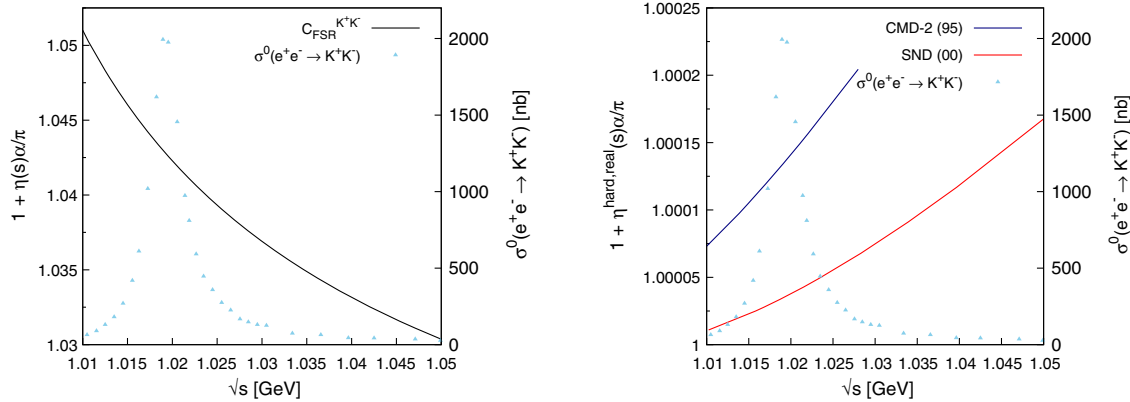 C_FSR^K⁺K⁻
σ⁰(e⁺e⁻ → K⁺K⁻)
1 + η(s)α/π
1.05
1.045
1.04
1.035
1.03
2000
1500
1000
500
0
σ⁰(e⁺e⁻ → K⁺K⁻) [nb]
1.01 1.015 1.02 1.025 1.03 1.035 1.04 1.045 1.05
√s [GeV]
CMD-2 (95)
SND (00)
σ⁰(e⁺e⁻ → K⁺K⁻)
1 + η^hard,real(s)α/π
1.00025
1.0002
1.00015
1.0001
1.00005
1
2000
1500
1000
500
0
σ⁰(e⁺e⁻ → K⁺K⁻) [nb]
1.01 1.015 1.02 1.025 1.03 1.035 1.04 1.045 1.05
√s [GeV]